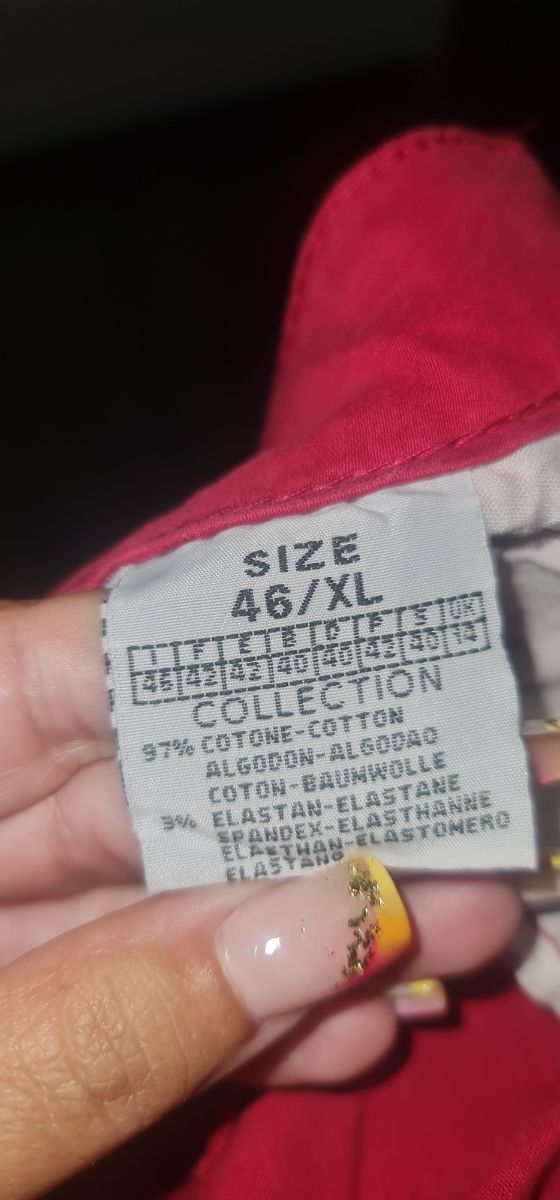 SIZE
46/XL
I F E B D P S UK
46 42 42 40 40 42 40 14
COLLECTION
97% COTONE-COTTON
ALGODON-ALGODAO
COTON-BAUMWOLLE
3% ELASTAN-ELASTANE
SPANDEX-ELASTHANNE
ELASTHAN-ELASTOMERO
ELASTANO